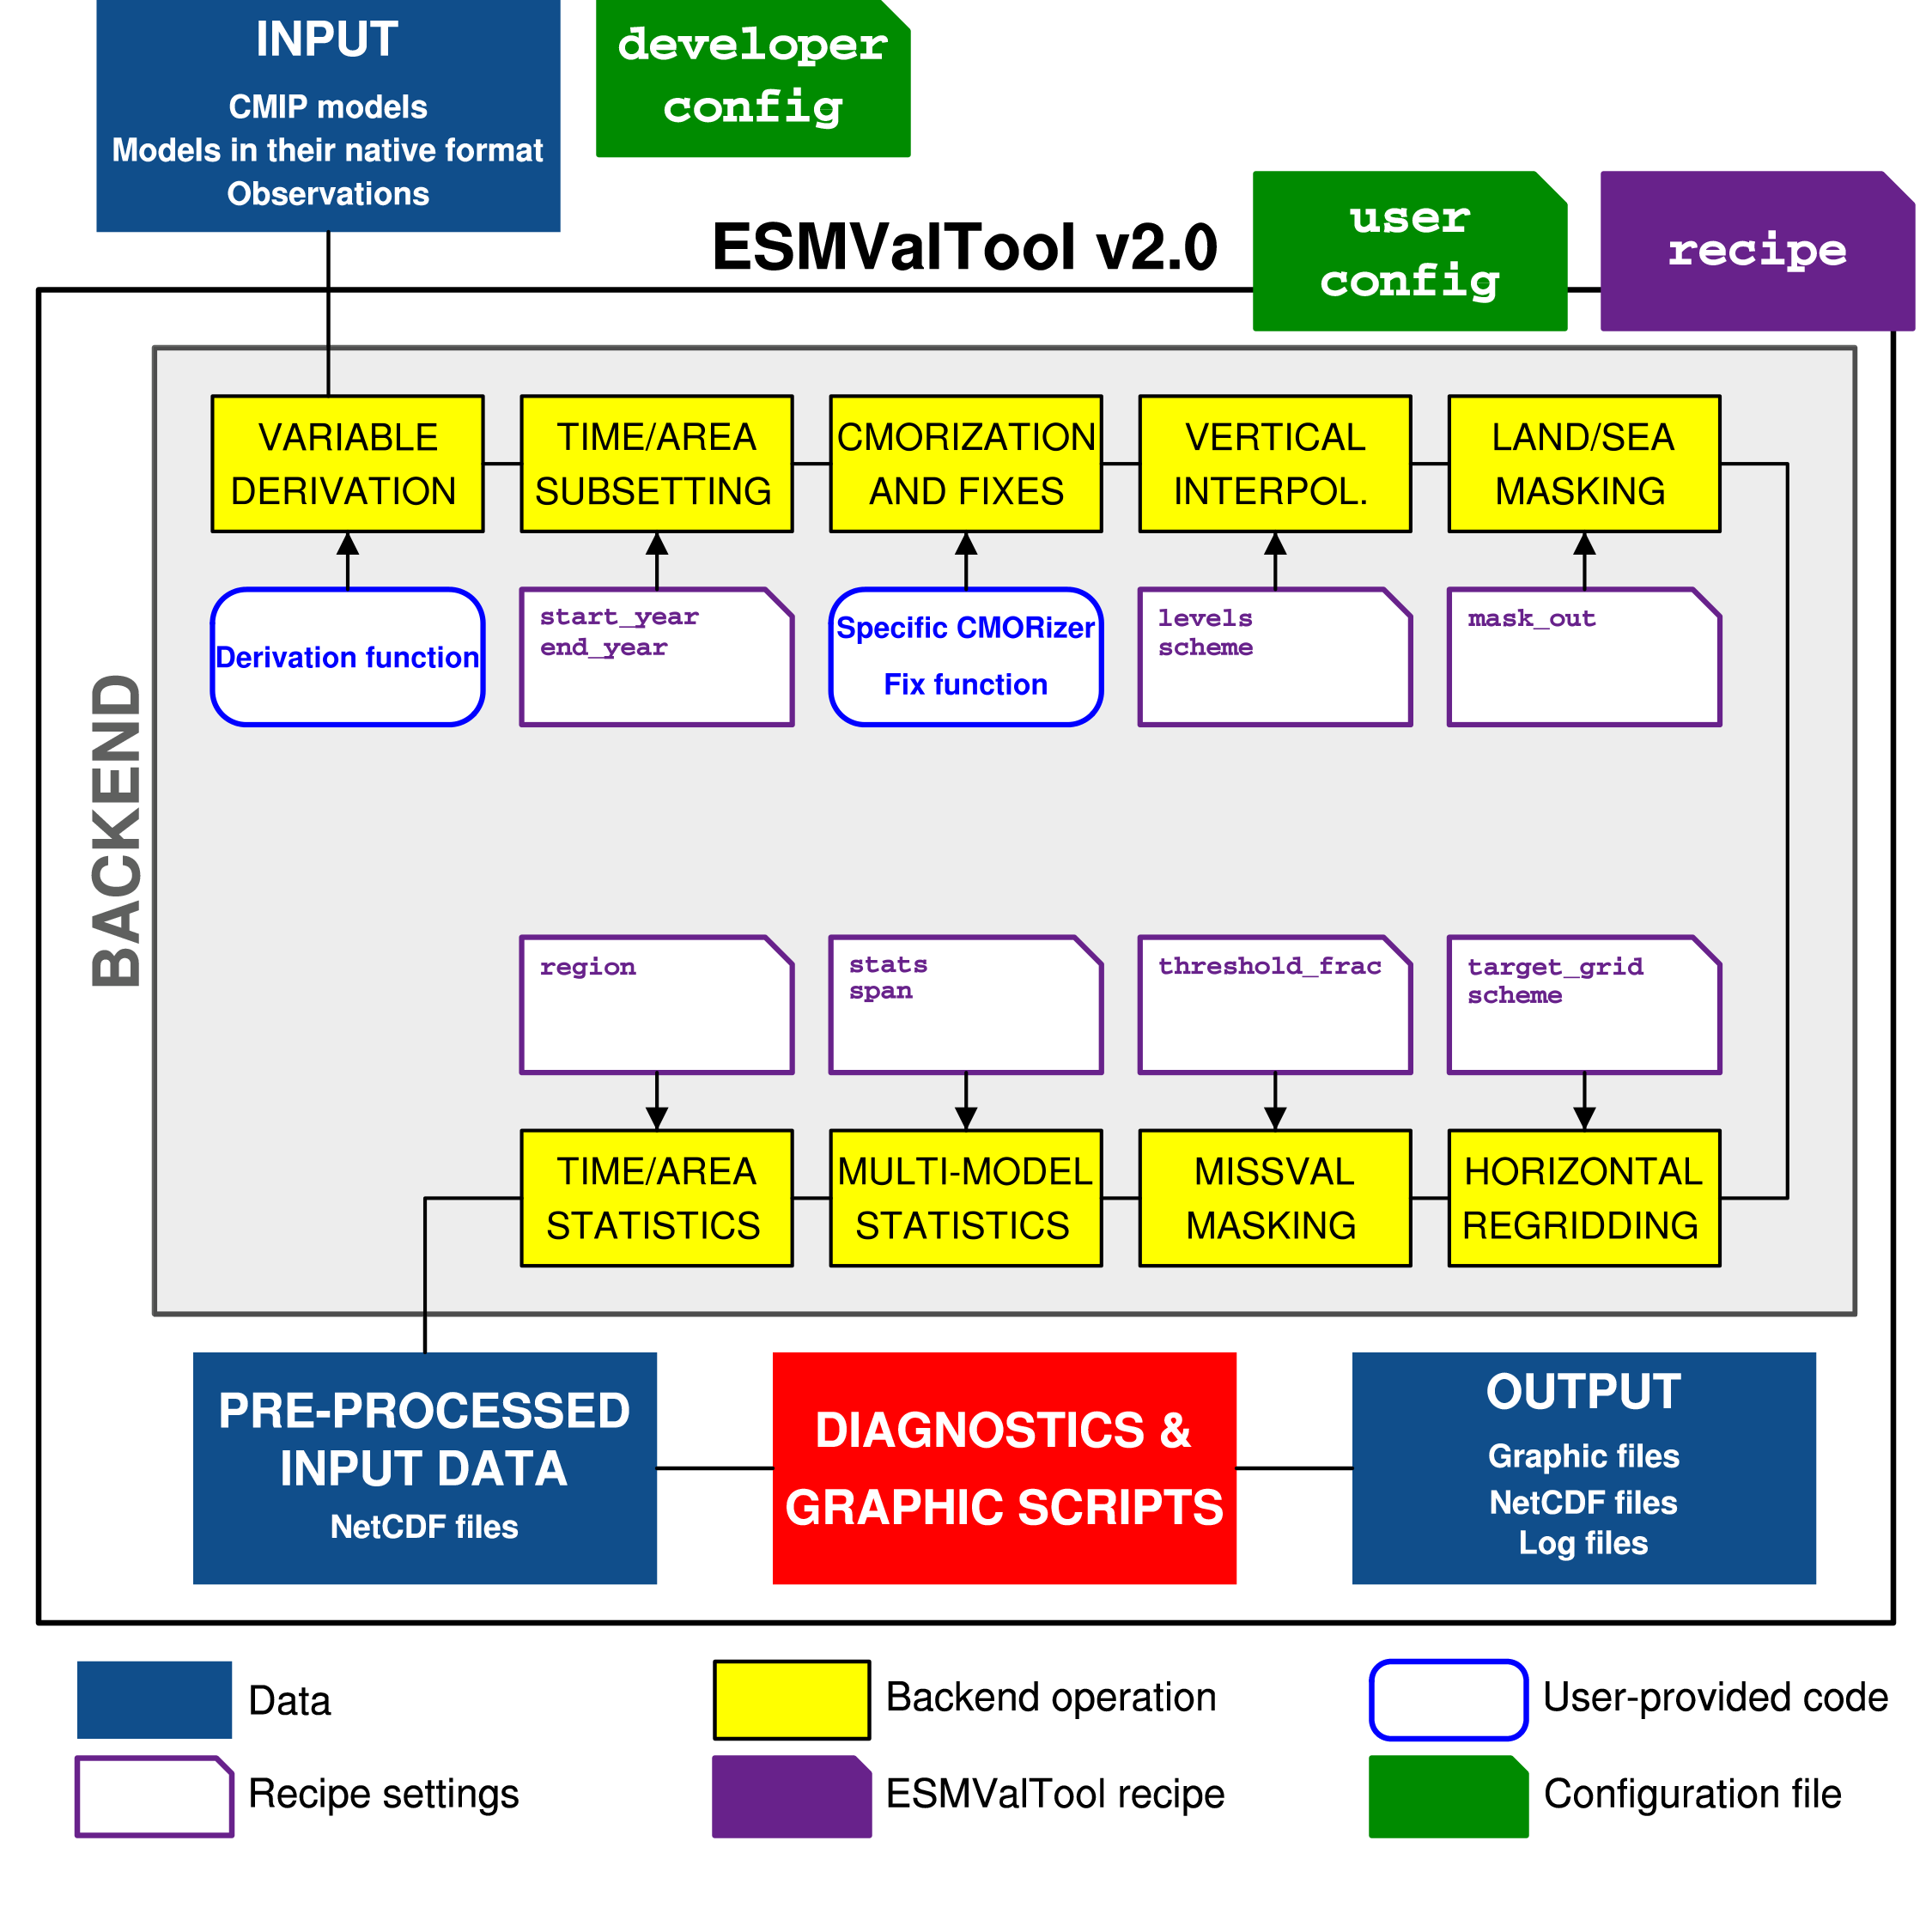 INPUT
CMIP models
Models in their native format
Observations
developer
config
ESMValTool v2.0
user
config
recipe
BACKEND
VARIABLE
DERIVATION
TIME/AREA
SUBSETTING
CMORIZATION
AND FIXES
VERTICAL
INTERPOL.
LAND/SEA
MASKING
Derivation function
start_year
end_year
Specific CMORizer
Fix function
levels
scheme
mask_out
region
stats
span
threshold_frac
target_grid
scheme
TIME/AREA
STATISTICS
MULTI-MODEL
STATISTICS
MISSVAL
MASKING
HORIZONTAL
REGRIDDING
PRE-PROCESSED
INPUT DATA
NetCDF files
DIAGNOSTICS &
GRAPHIC SCRIPTS
OUTPUT
Graphic files
NetCDF files
Log files
Data
Backend operation
User-provided code
Recipe settings
ESMValTool recipe
Configuration file